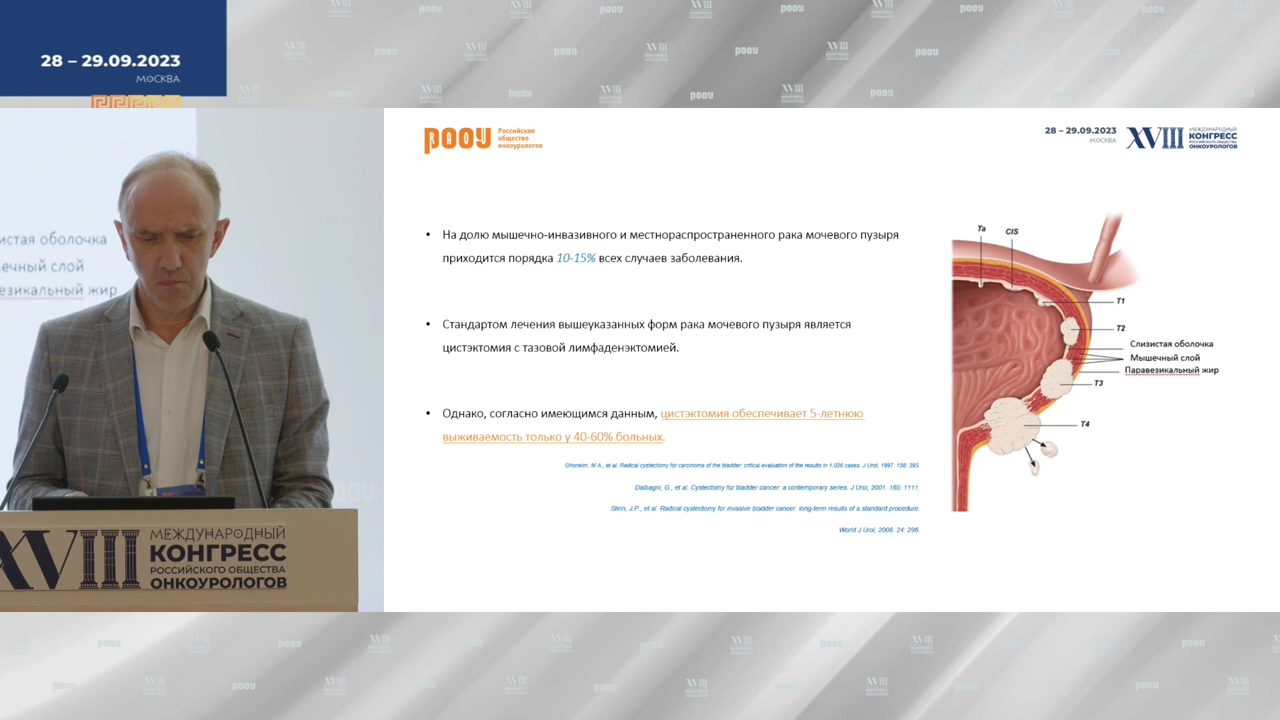 28 – 29.09.2023
МОСКВА
РООУ
Российское
общество
онкоурологов
28 – 29.09.2023
МОСКВА
XVIII
МЕЖДУНАРОДНЫЙ
КОНГРЕСС
РОССИЙСКОГО ОБЩЕСТВА
ОНКОУРОЛОГОВ
• На долю мышечно-инвазивного и местнораспространенного рака мочевого пузыря
приходится порядка 10-15% всех случаев заболевания.
• Стандартом лечения вышеуказанных форм рака мочевого пузыря является
цистэктомия с тазовой лимфаденэктомией.
• Однако, согласно имеющимся данным, цистэктомия обеспечивает 5-летнюю
выживаемость только у 40-60% больных.
Ghoneim, M.A., et al. Radical cystectomy for carcinoma of the bladder: critical evaluation of the results in 1,026 cases. J Urol, 1997. 158: 393.
Dalbagni, G., et al. Cystectomy for bladder cancer: a contemporary series. J Urol, 2001. 165: 1111.
Stein, J.P., et al. Radical cystectomy for invasive bladder cancer: long-term results of a standard procedure.
World J Urol, 2006. 24: 296.
Ta
CIS
T1
T2
Слизистая оболочка
Мышечный слой
Паравезикальный жир
T3
T4
истая оболочка
ечный слой
везикальный жир
XVIII
МЕЖДУНАРОДНЫЙ
КОНГРЕСС
РОССИЙСКОГО ОБЩЕСТВА
ОНКОУРОЛОГОВ